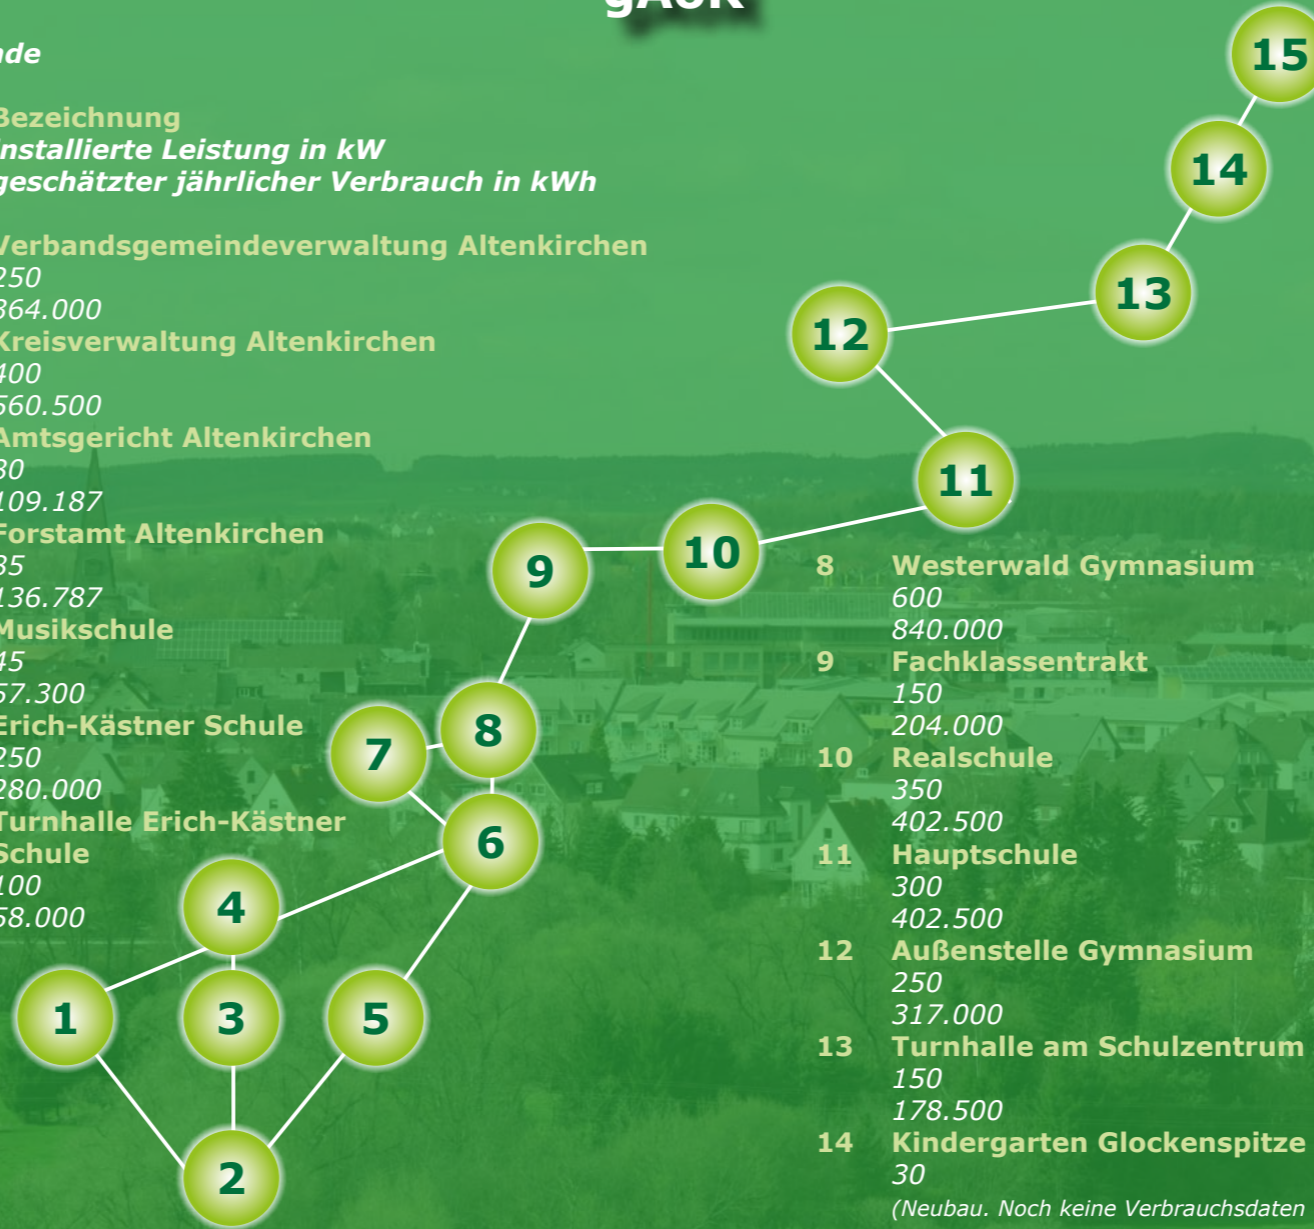 gAöR
Bezeichnung
installierte Leistung in kW
geschätzter jährlicher Verbrauch in kWh
Verbandsgemeindeverwaltung Altenkirchen
250
364.000
Kreisverwaltung Altenkirchen
400
560.500
Amtsgericht Altenkirchen
80
109.187
Forstamt Altenkirchen
85
136.787
Musikschule
45
57.300
Erich-Kästner Schule
250
280.000
Turnhalle Erich-Kästner
Schule
100
58.000
15
14
13
12
11
10
9
8
7
6
5
4
3
2
1
8 Westerwald Gymnasium
600
840.000
9 Fachklassentrakt
150
204.000
10 Realschule
350
402.500
11 Hauptschule
300
402.500
12 Außenstelle Gymnasium
250
317.000
13 Turnhalle am Schulzentrum
150
178.500
14 Kindergarten Glockenspitze
30
(Neubau. Noch keine Verbrauchsdaten